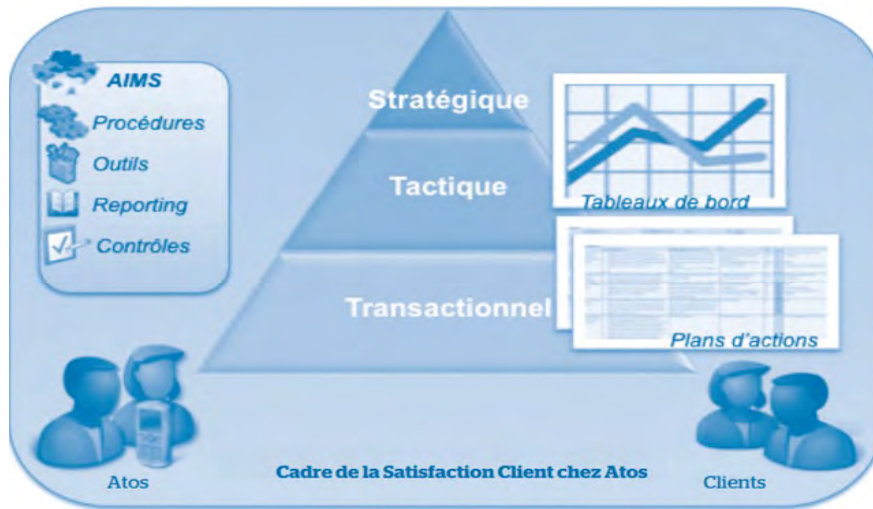 AIMS
Procédures
Outils
Reporting
Contrôles
Stratégique
Tactique
Transactionnel
Tableaux de bord
Plans d'actions
Atos
Cadre de la Satisfaction Client chez Atos
Clients